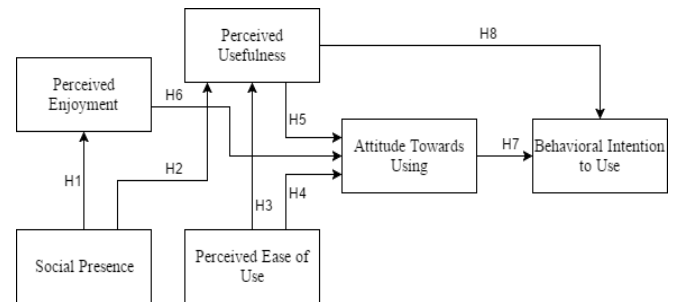 Perceived
Usefulness
H8
Perceived
Enjoyment
H6
H5
Attitude Towards
Using
H7
Behavioral Intention
to Use
H1
H2
H3
H4
Social Presence
Perceived Ease of
Use